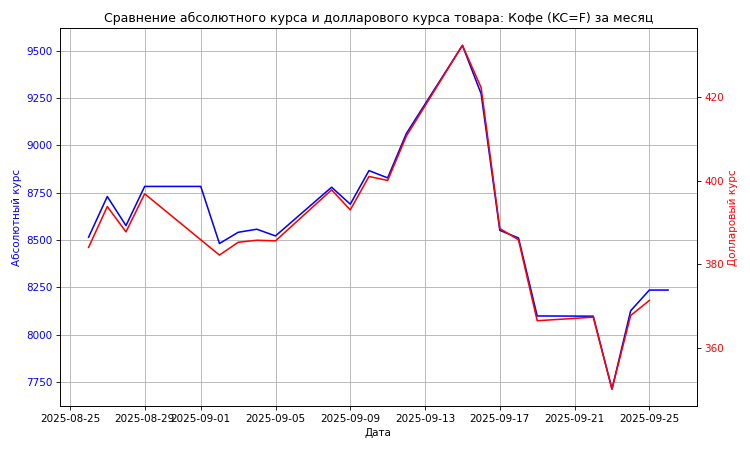 Сравнение абсолютного курса и долларового курса товара: Кофе (KC=F) за месяц
9500
9250
9000
8750
8500
8250
8000
7750
Абсолютный курс
420
400
380
360
Долларовый курс
2025-08-25 2025-08-29 2025-09-01 2025-09-05 2025-09-09 2025-09-13 2025-09-17 2025-09-21 2025-09-25
Дата